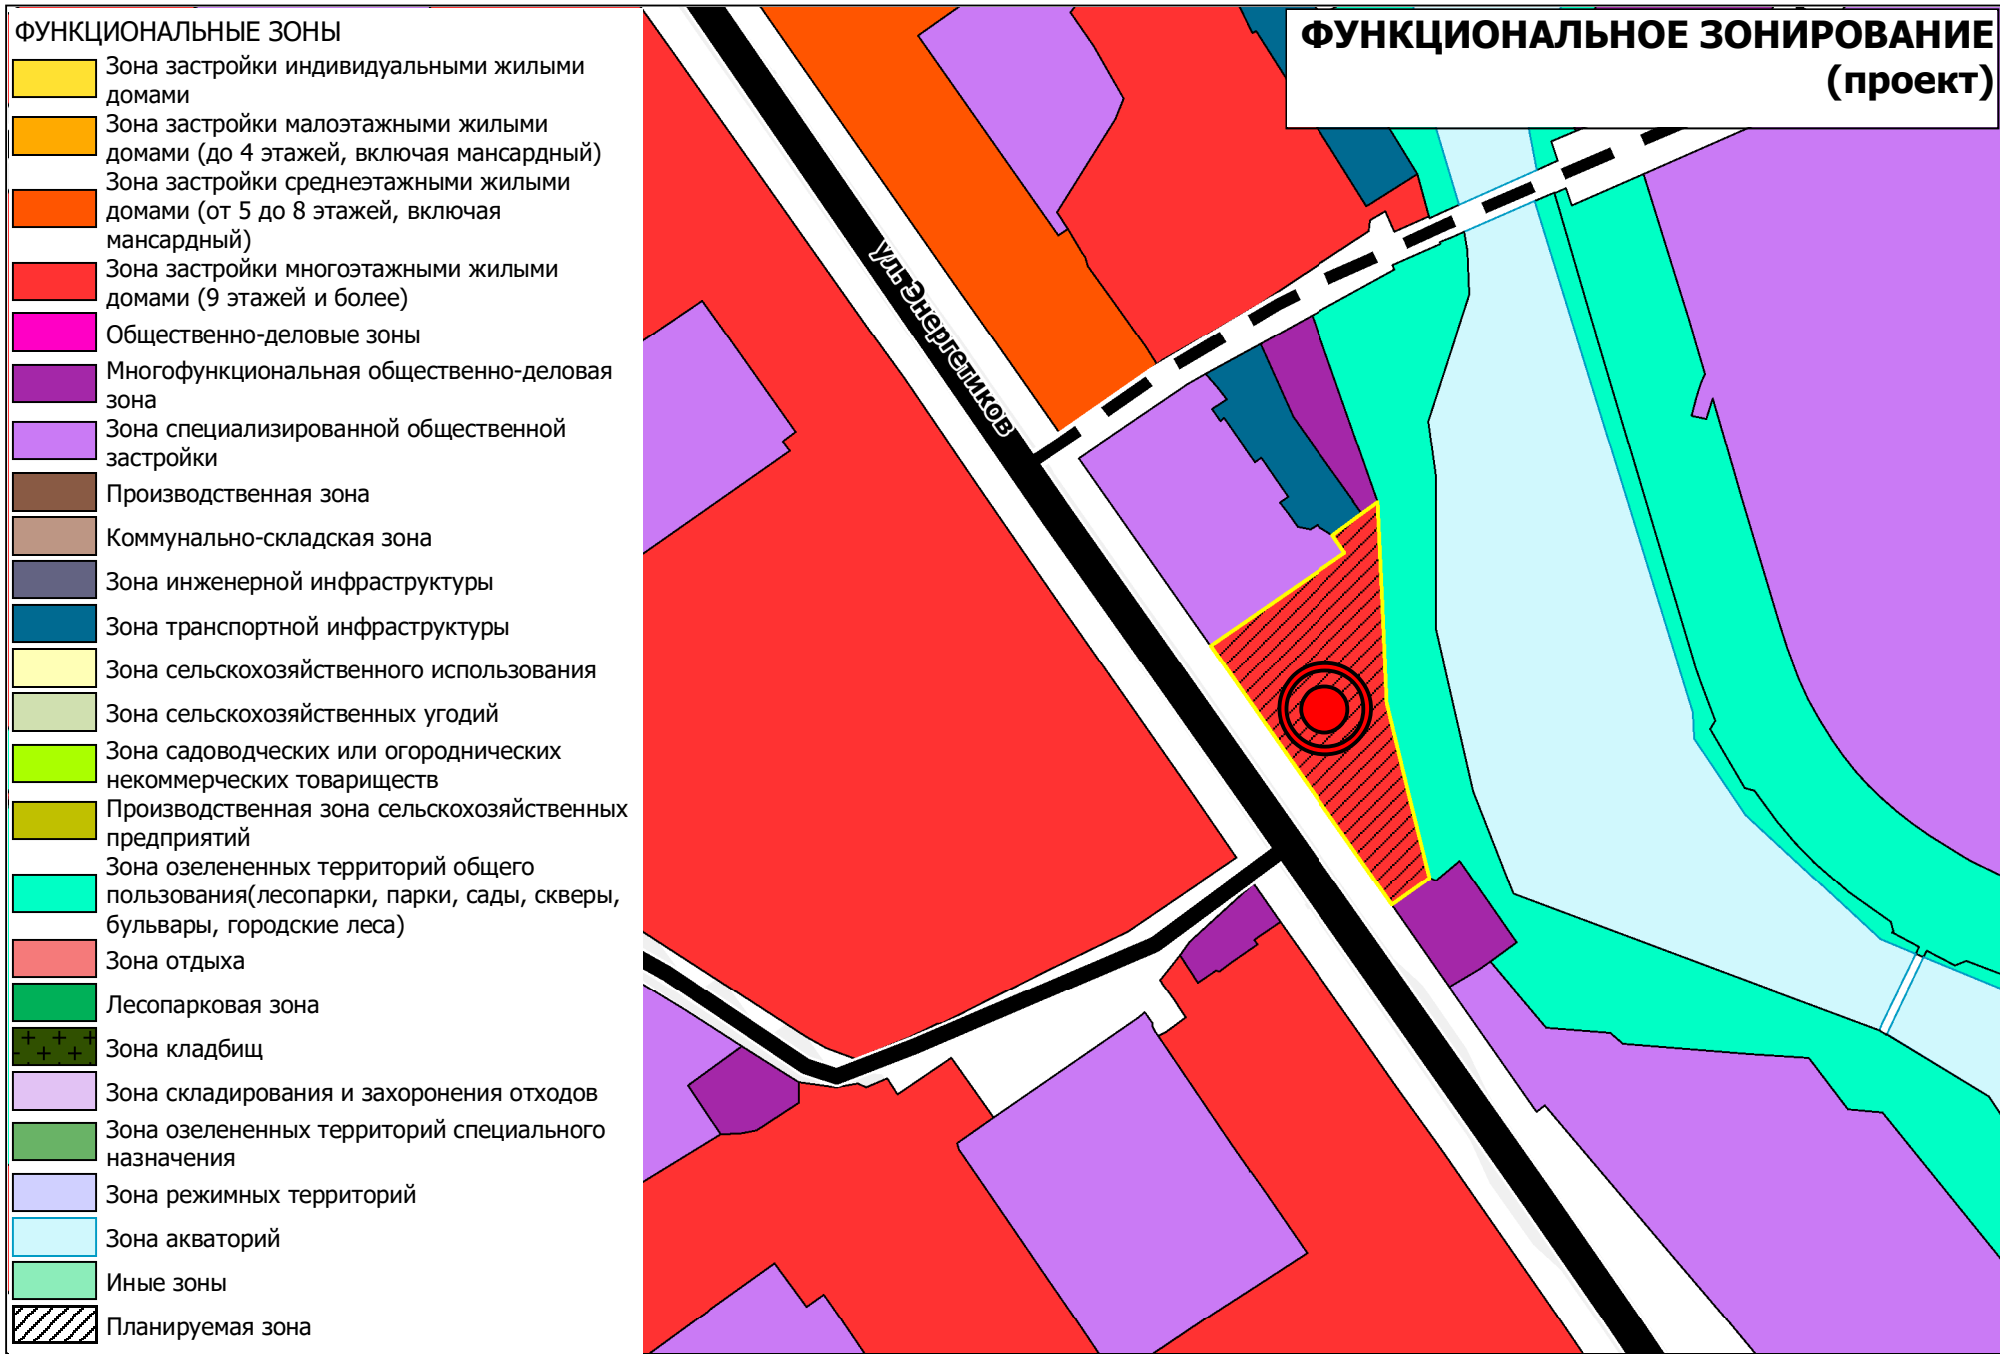 ФУНКЦИОНАЛЬНЫЕ ЗОНЫ
Зона застройки индивидуальными жилыми
домами
Зона застройки малоэтажными жилыми
домами (до 4 этажей, включая мансардный)
Зона застройки среднеэтажными жилыми
домами (от 5 до 8 этажей, включая
мансардный)
Зона застройки многоэтажными жилыми
домами (9 этажей и более)
Общественно-деловые зоны
Многофункциональная общественно-деловая
зона
Зона специализированной общественной
застройки
Производственная зона
Коммунально-складская зона
Зона инженерной инфраструктуры
Зона транспортной инфраструктуры
Зона сельскохозяйственного использования
Зона сельскохозяйственных угодий
Зона садоводческих или огороднических
некоммерческих товариществ
Производственная зона сельскохозяйственных
предприятий
Зона озелененных территорий общего
пользования(лесопарки, парки, сады, скверы,
бульвары, городские леса)
Зона отдыха
Лесопарковая зона
Зона кладбищ
Зона складирования и захоронения отходов
Зона озелененных территорий специального
назначения
Зона режимных территорий
Зона акваторий
Иные зоны
Планируемая зона
ФУНКЦИОНАЛЬНОЕ ЗОНИРОВАНИЕ
(проект)
ул. Энергетиков